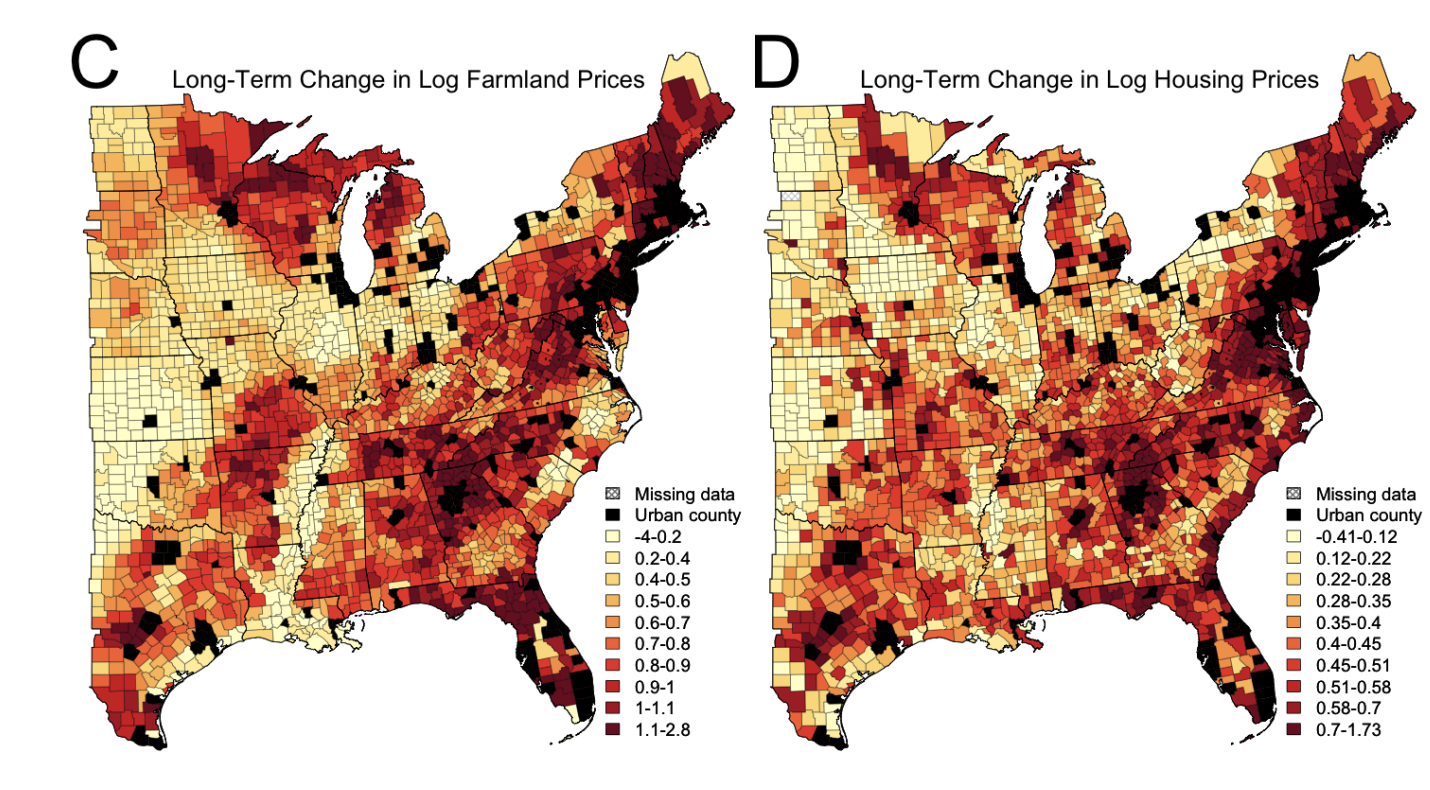 C
Long-Term Change in Log Farmland Prices
Missing data
Urban county
-4-0.2
0.2-0.4
0.4-0.5
0.5-0.6
0.6-0.7
0.7-0.8
0.8-0.9
0.9-1
1-1.1
1.1-2.8
D
Long-Term Change in Log Housing Prices
Missing data
Urban county
-0.41-0.12
0.12-0.22
0.22-0.28
0.28-0.35
0.35-0.4
0.4-0.45
0.45-0.51
0.51-0.58
0.58-0.7
0.7-1.73